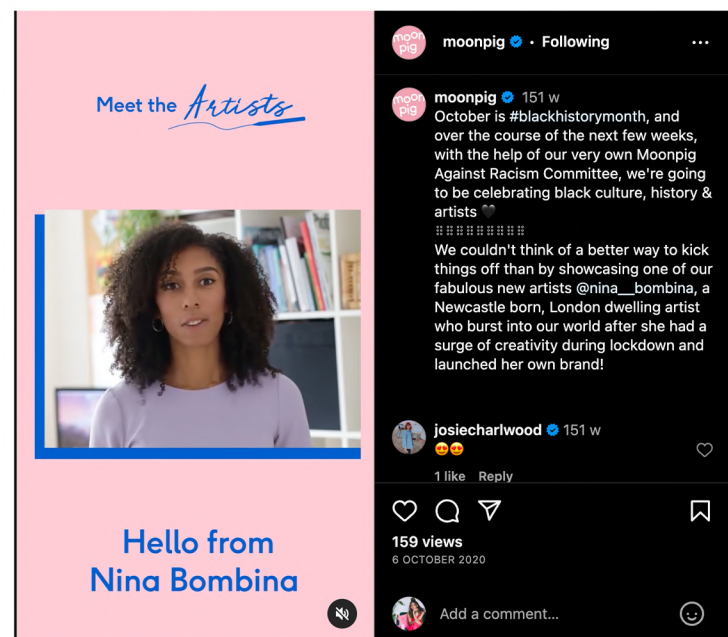 Meet the Artists
Hello from
Nina Bombina
moon
pig
moonpig • Following
moon
pig
moonpig 151 w
October is #blackhistorymonth, and
over the course of the next few weeks,
with the help of our very own Moonpig
Against Racism Committee, we're going
to be celebrating black culture, history &
artists 🖤
⠿⠿⠿⠿⠿⠿⠿⠿⠿
We couldn't think of a better way to kick
things off than by showcasing one of our
fabulous new artists @nina__bombina, a
Newcastle born, London dwelling artist
who burst into our world after she had a
surge of creativity during lockdown and
launched her own brand!
josiecharlwood 151 w
😍😍
1 like Reply
159 views
6 OCTOBER 2020
Add a comment...